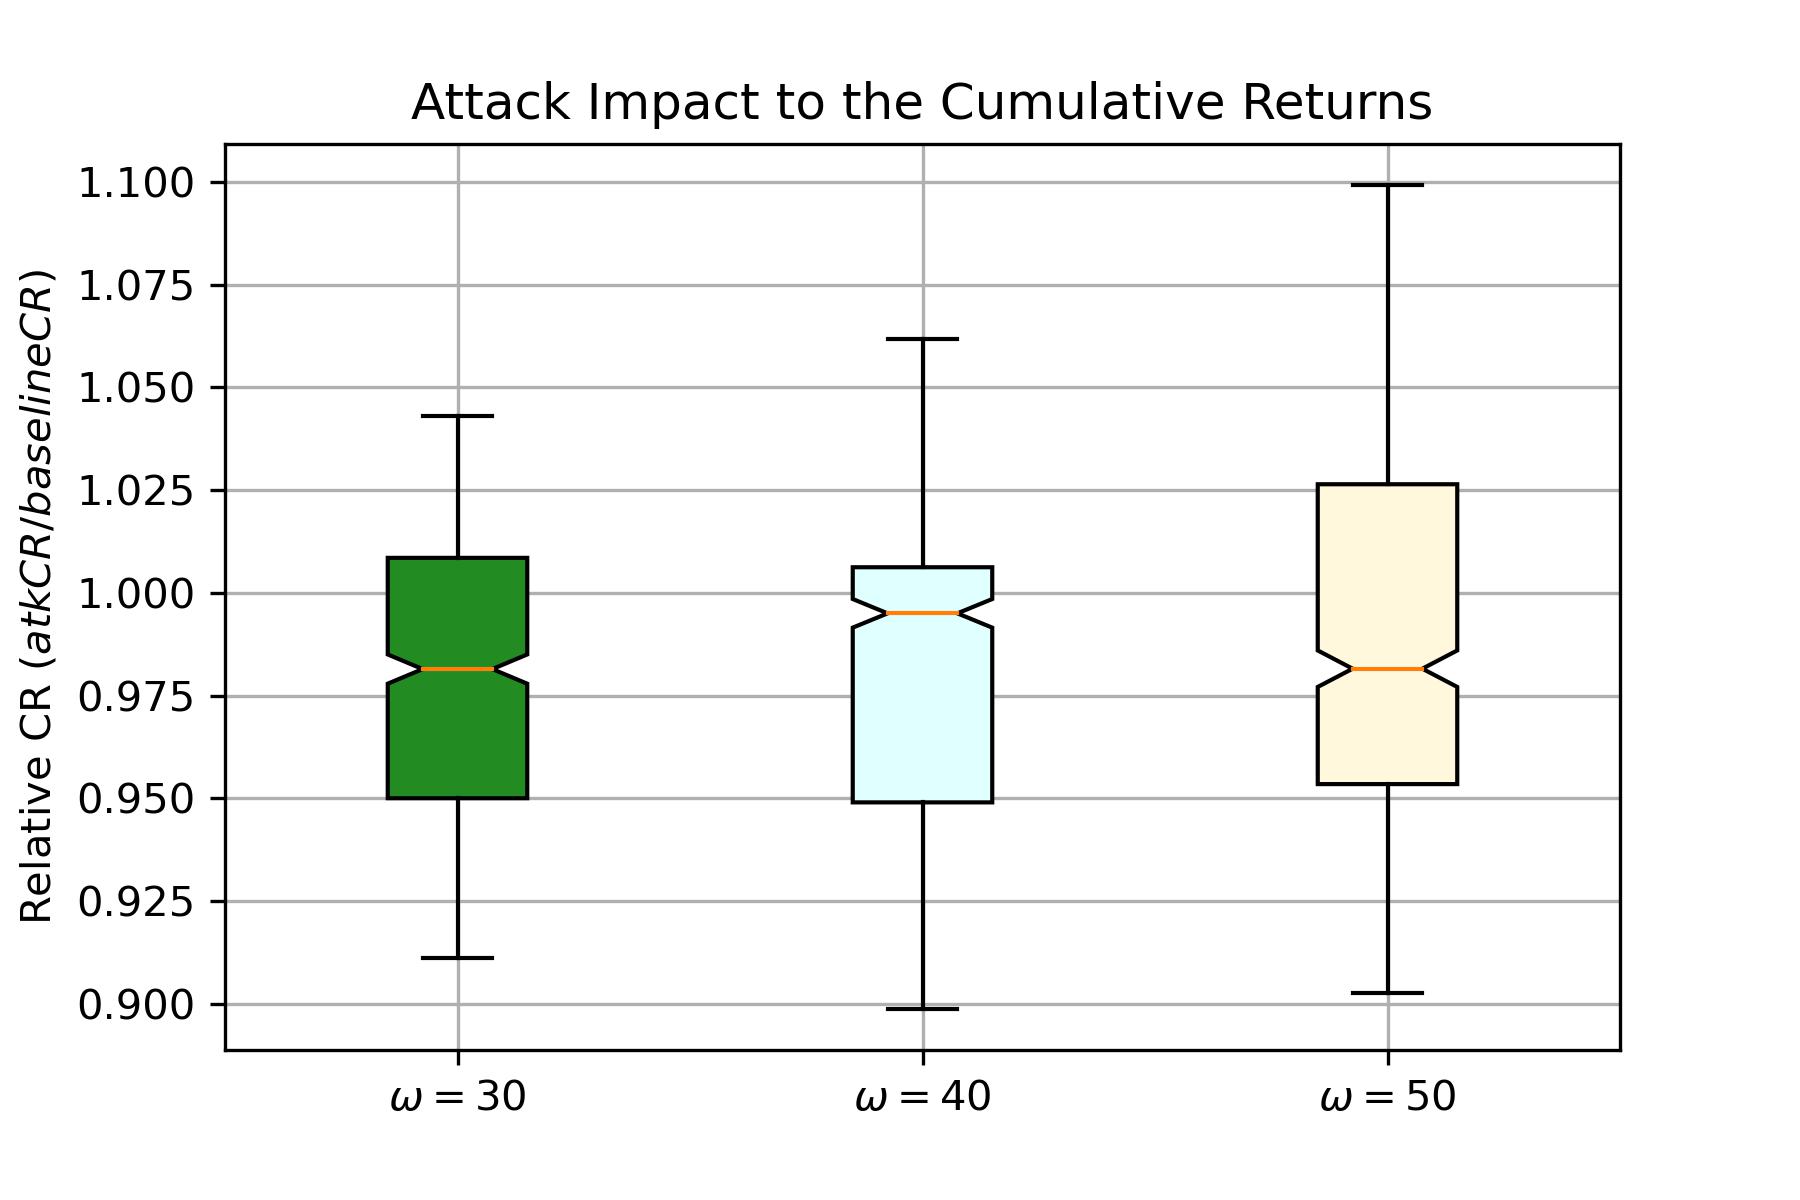 Attack Impact to the Cumulative Returns
Relative CR (atkCR/baselineCR)
1.100
1.075
1.050
1.025
1.000
0.975
0.950
0.925
0.900
ω = 30
ω = 40
ω = 50